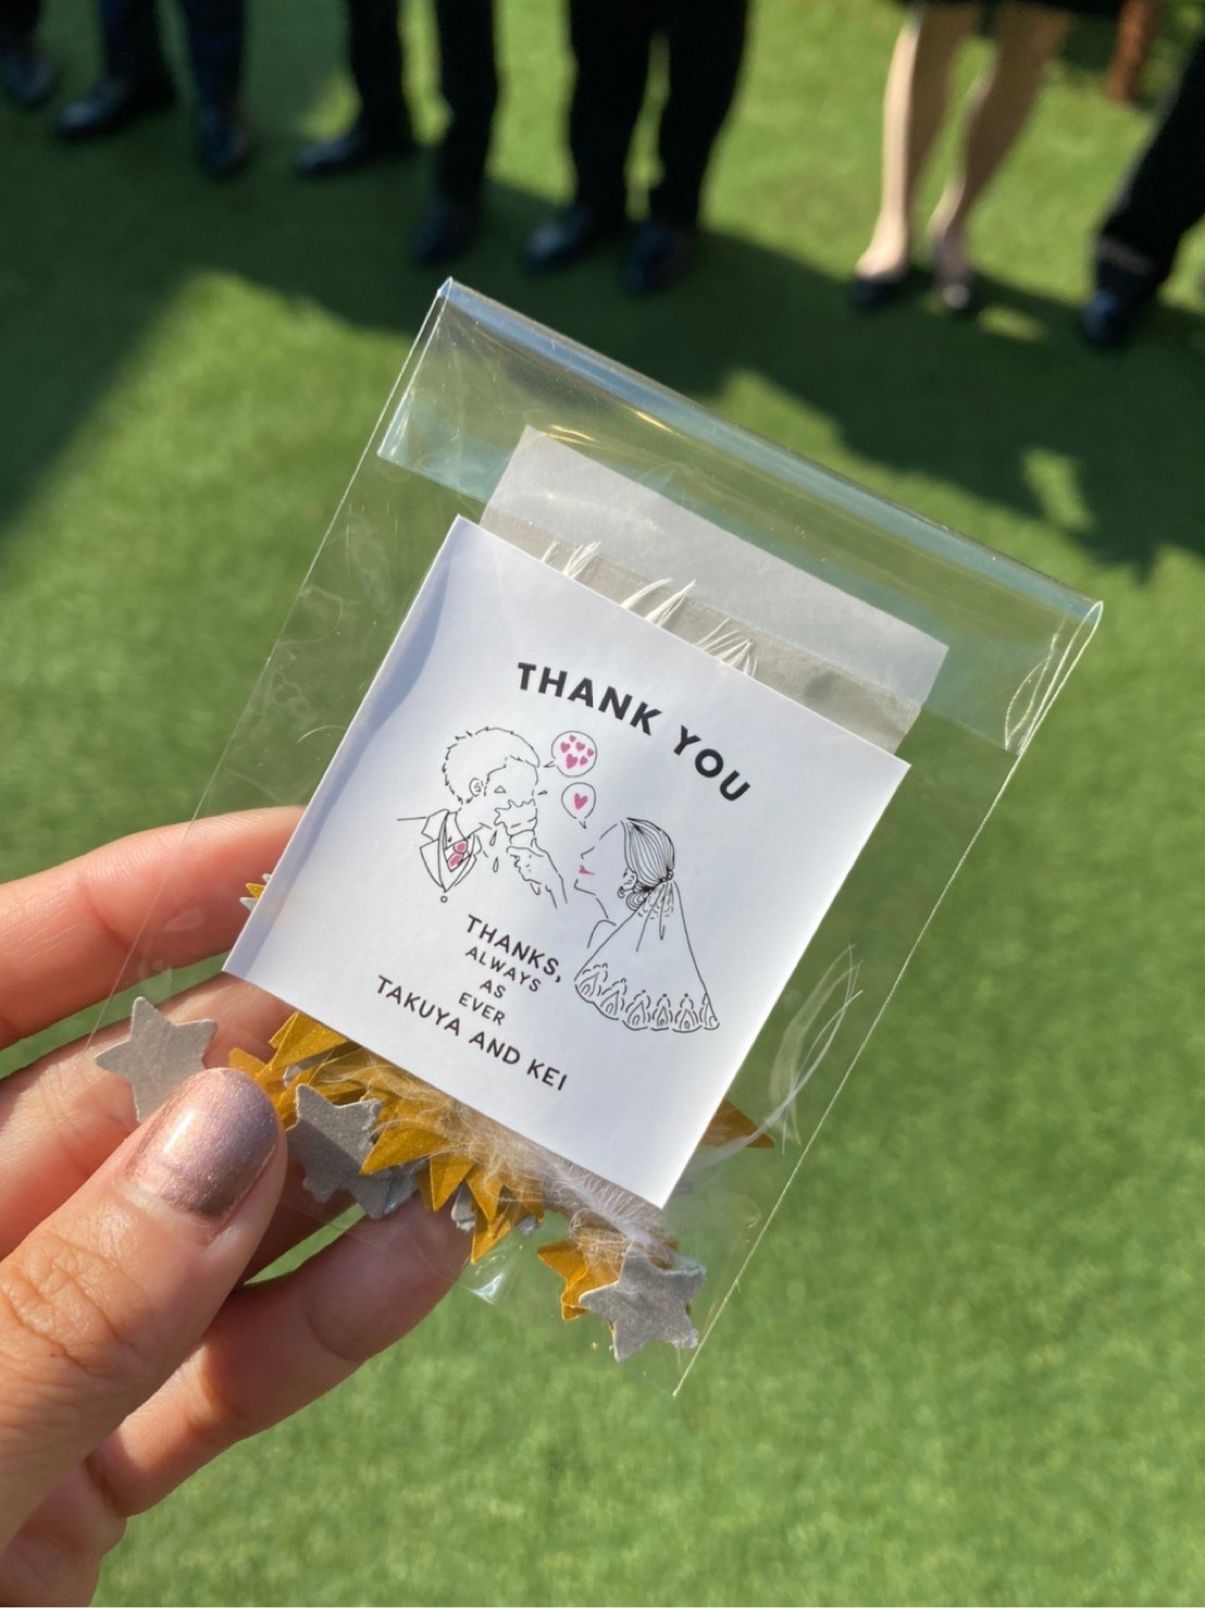 THANK YOU
THANKS,
ALWAYS
AS
EVER
TAKUYA AND KEI